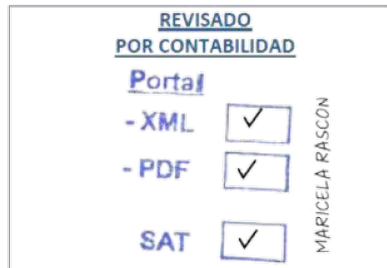 REVISADO
POR CONTABILIDAD
Portal
- XML ✓
- PDF ✓
SAT ✓
MARICELA RASCON